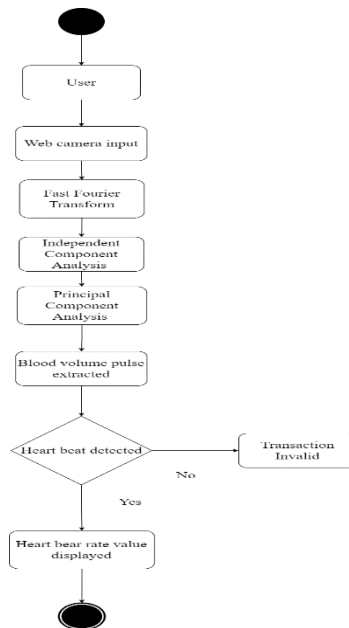 User
Web camera input
Fast Fourier
Transform
Independent
Component
Analysis
Principal
Component
Analysis
Blood volume pulse
extracted
Heart beat detected
Transaction
Invalid
No
Yes
Heart bear rate value
displayed